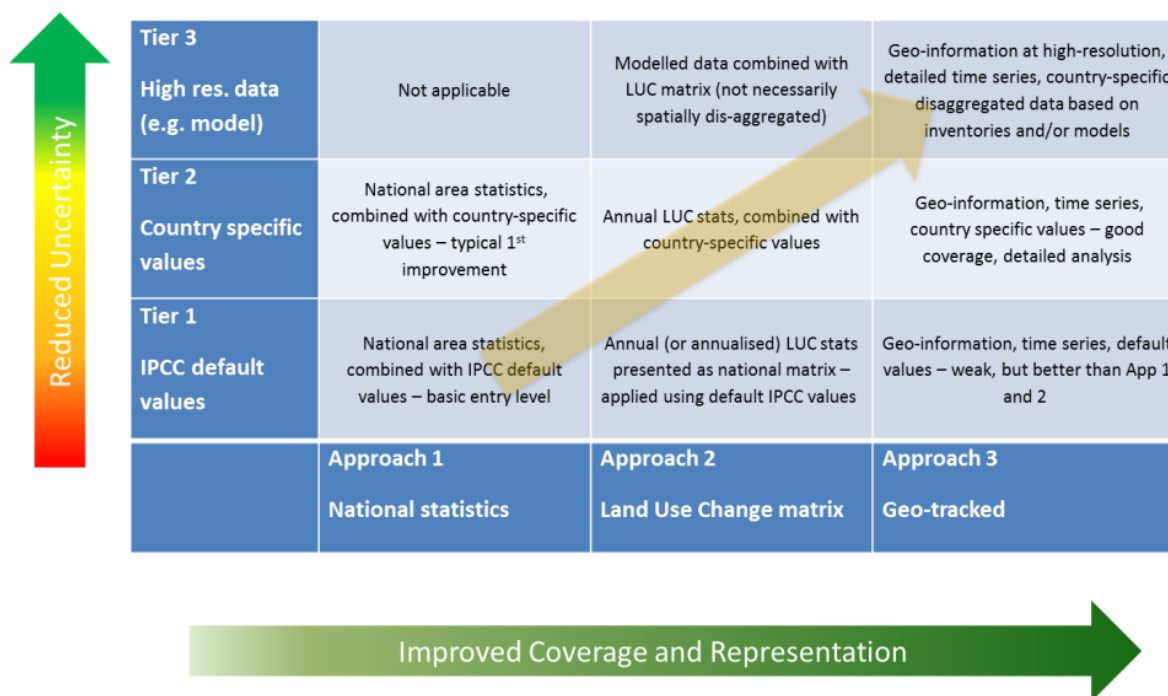 Reduced Uncertainty
Tier 3
High res. data
(e.g. model)
Not applicable
Modelled data combined with
LUC matrix (not necessarily
spatially dis-aggregated)
Geo-information at high-resolution,
detailed time series, country-specific
disaggregated data based on
inventories and/or models
Tier 2
Country specific
values
National area statistics,
combined with country-specific
values – typical 1st
improvement
Annual LUC stats, combined with
country-specific values
Geo-information, time series,
country specific values – good
coverage, detailed analysis
Tier 1
IPCC default
values
National area statistics,
combined with IPCC default
values – basic entry level
Annual (or annualised) LUC stats
presented as national matrix –
applied using default IPCC values
Geo-information, time series, default
values – weak, but better than App 1
and 2
Approach 1
National statistics
Approach 2
Land Use Change matrix
Approach 3
Geo-tracked
Improved Coverage and Representation